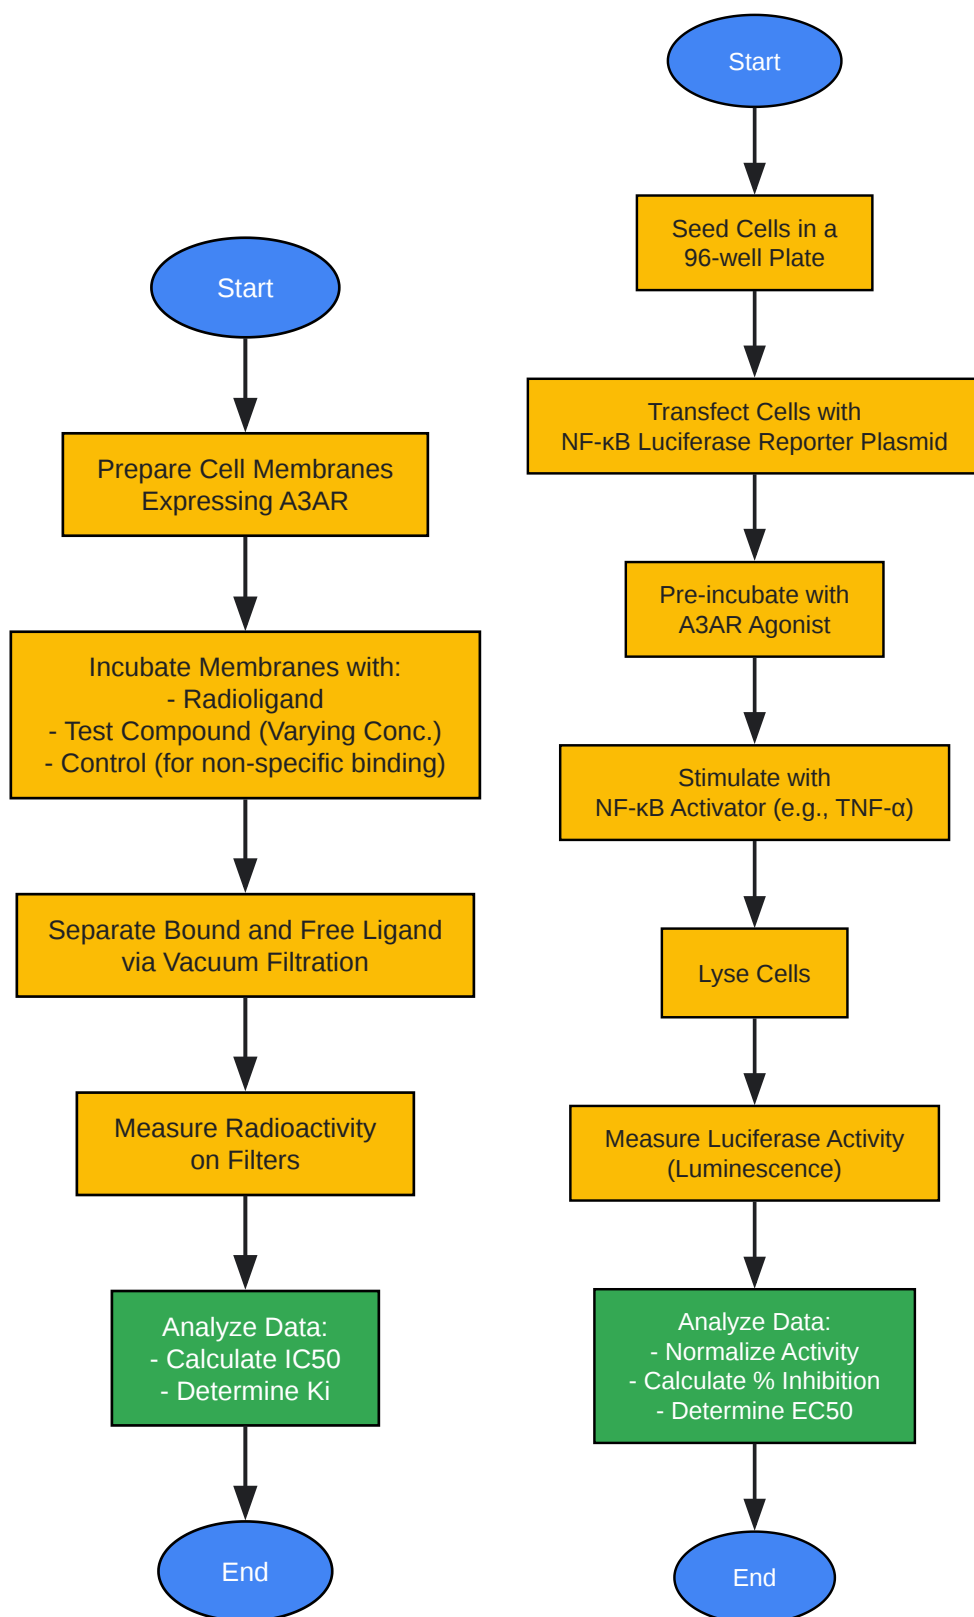 Start
Prepare Cell Membranes
Expressing A3AR
Incubate Membranes with:
- Radioligand
- Test Compound (Varying Conc.)
- Control (for non-specific binding)
Separate Bound and Free Ligand
via Vacuum Filtration
Measure Radioactivity
on Filters
Analyze Data:
- Calculate IC50
- Determine Ki
End
Start
Seed Cells in a
96-well Plate
Transfect Cells with
NF-κB Luciferase Reporter Plasmid
Pre-incubate with
A3AR Agonist
Stimulate with
NF-κB Activator (e.g., TNF-α)
Lyse Cells
Measure Luciferase Activity
(Luminescence)
Analyze Data:
- Normalize Activity
- Calculate % Inhibition
- Determine EC50
End